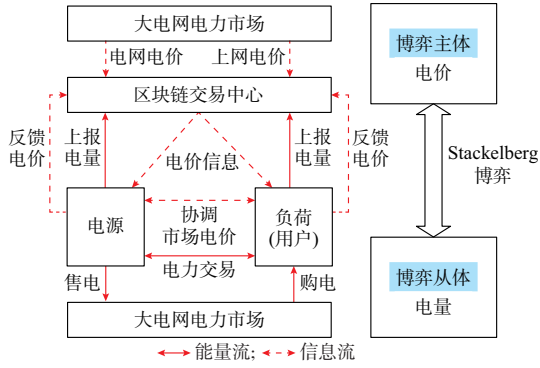 大电网电力市场
电网电价
上网电价
区块链交易中心
反馈
电价
上报
电量
电价信息
上报
电量
反馈
电价
电源
协调
市场电价
负荷
(用户)
电力交易
售电
购电
大电网电力市场
能量流;
信息流
博弈主体
电价
Stackelberg
博弈
博弈从体
电量